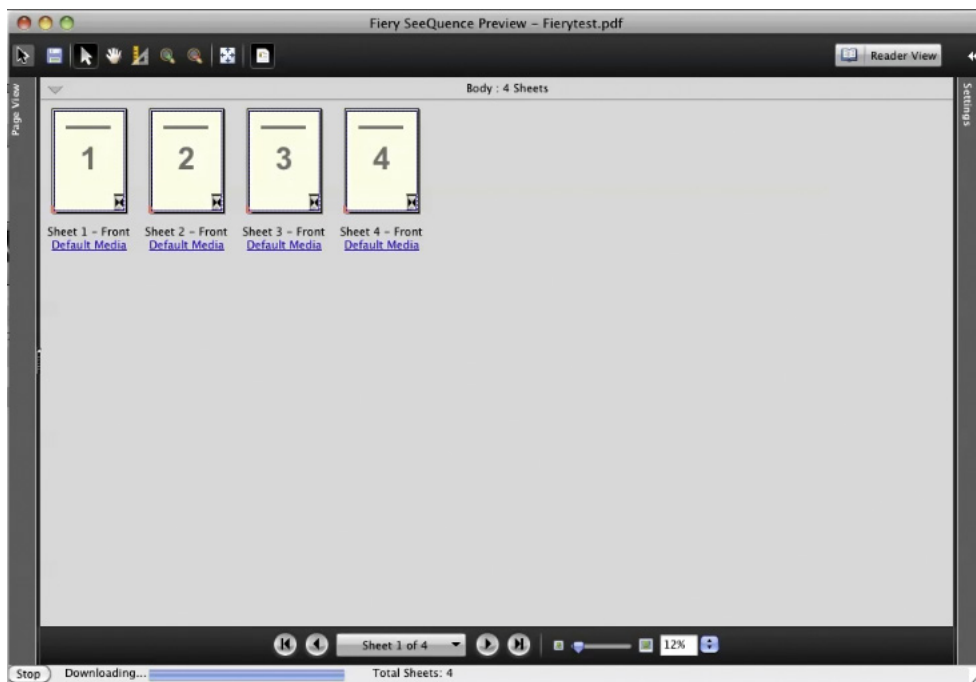 Fiery SeeQuence Preview – Fierytest.pdf
Reader View
Page View
Body : 4 Sheets
Settings
1 2 3 4
Sheet 1 – Front Sheet 2 – Front Sheet 3 – Front Sheet 4 – Front
Default Media Default Media Default Media Default Media
Sheet 1 of 4
12%
Stop Downloading... Total Sheets: 4